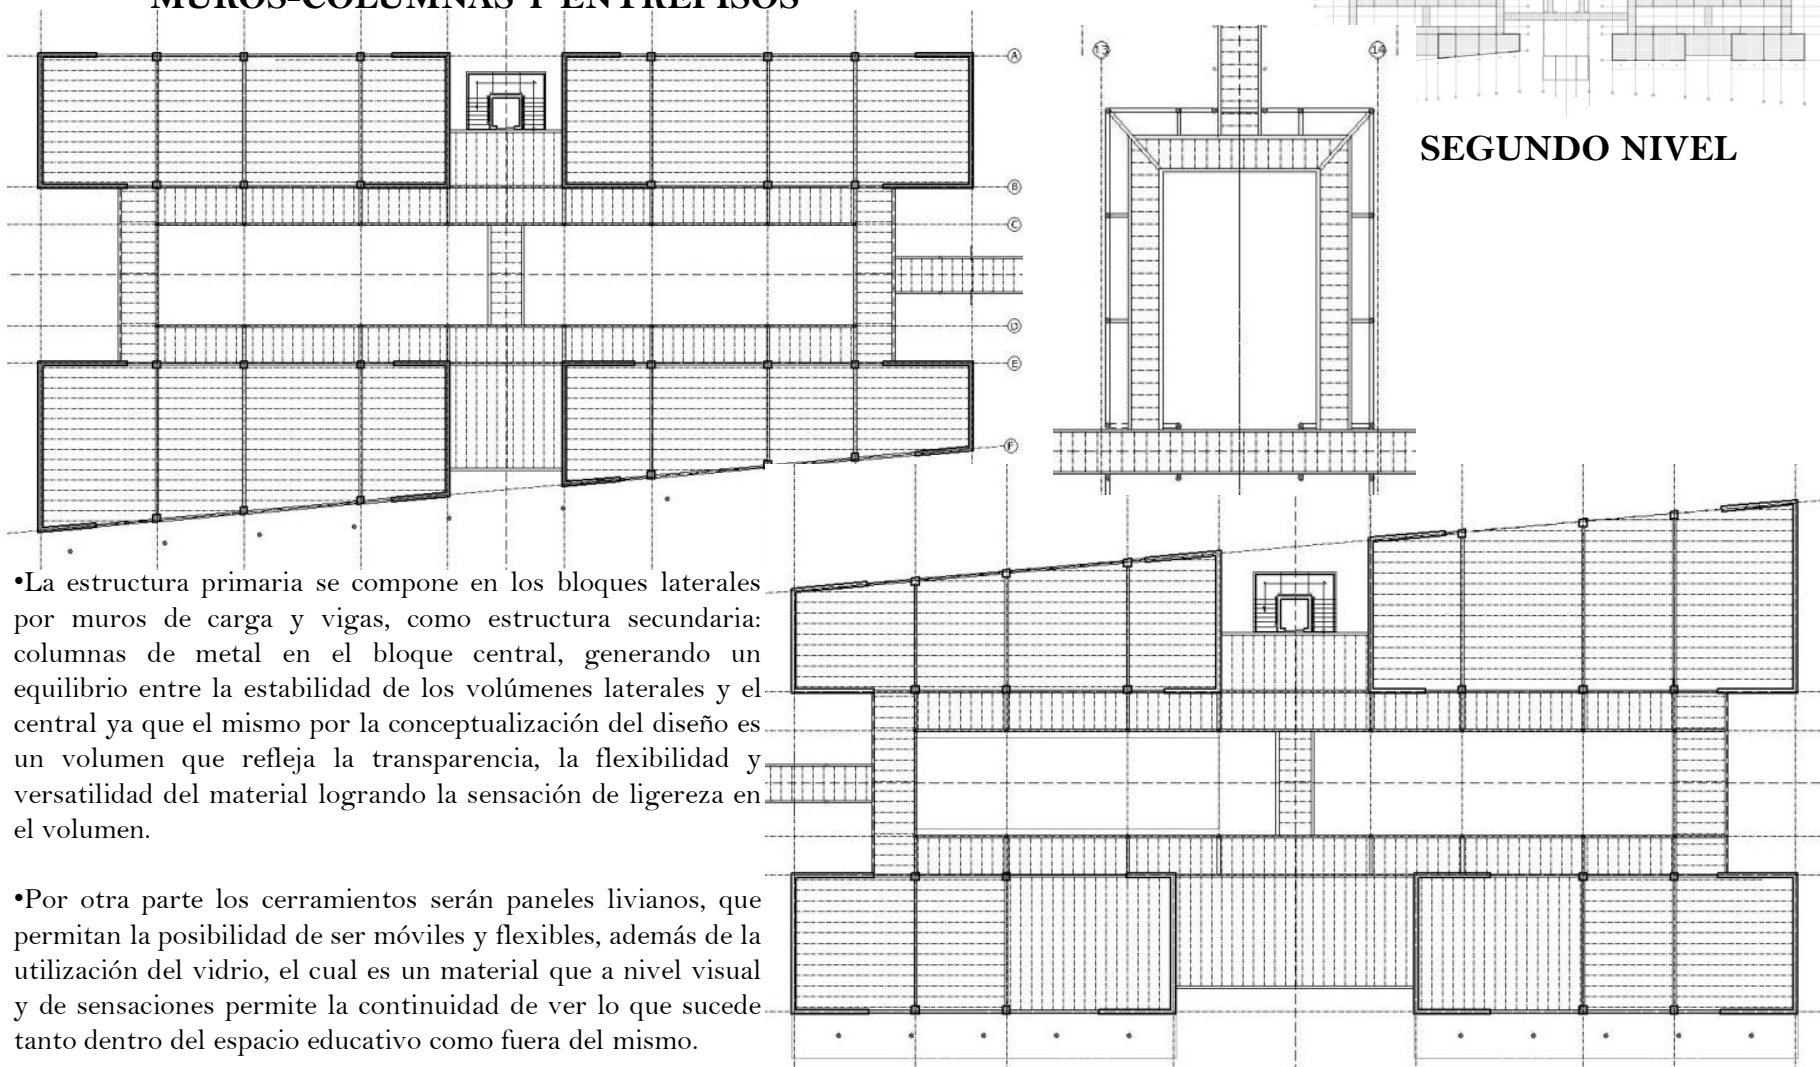 MUROS-COLUMNAS Y ENTREPISOS
A
B
C
D
E
F
13
14
SEGUNDO NIVEL
•La estructura primaria se compone en los bloques laterales
por muros de carga y vigas, como estructura secundaria:
columnas de metal en el bloque central, generando un
equilibrio entre la estabilidad de los volúmenes laterales y el
central ya que el mismo por la conceptualización del diseño es
un volumen que refleja la transparencia, la flexibilidad y
versatilidad del material logrando la sensación de ligereza en
el volumen.
•Por otra parte los cerramientos serán paneles livianos, que
permitan la posibilidad de ser móviles y flexibles, además de la
utilización del vidrio, el cual es un material que a nivel visual
y de sensaciones permite la continuidad de ver lo que sucede
tanto dentro del espacio educativo como fuera del mismo.